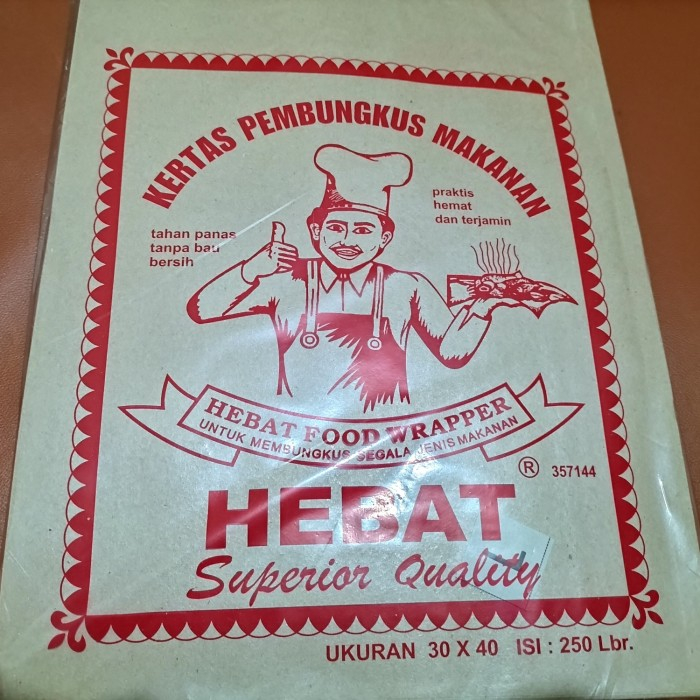 KERTAS PEMBUNGKUS MAKANAN
tahan panas
tanpa bau
bersih
praktis
hemat
dan terjamin
HEBAT FOOD WRAPPER
UNTUK MEMBUNGKUS SEGALA JENIS MAKANAN
® 357144
HEBAT
Superior Quality
UKURAN 30 X 40 ISI : 250 Lbr.